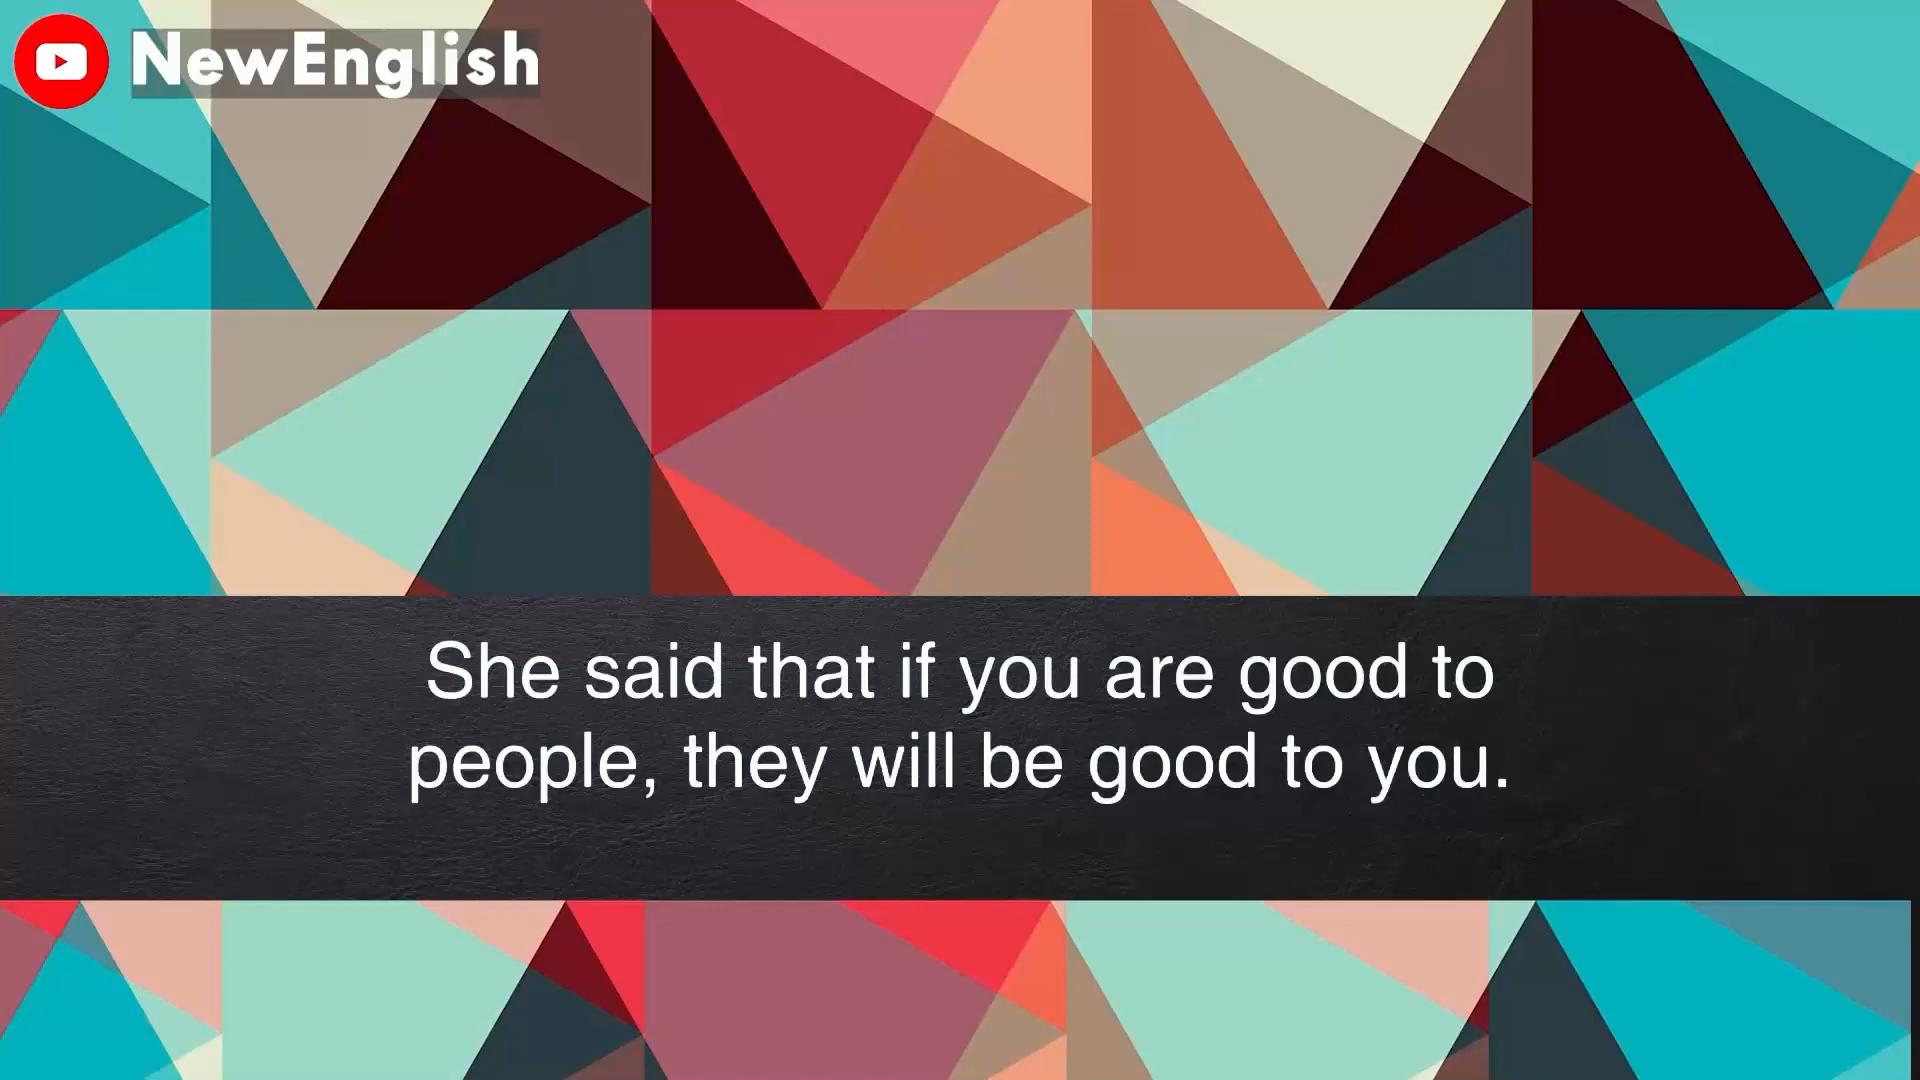 NewEnglish
She said that if you are good to
people, they will be good to you.